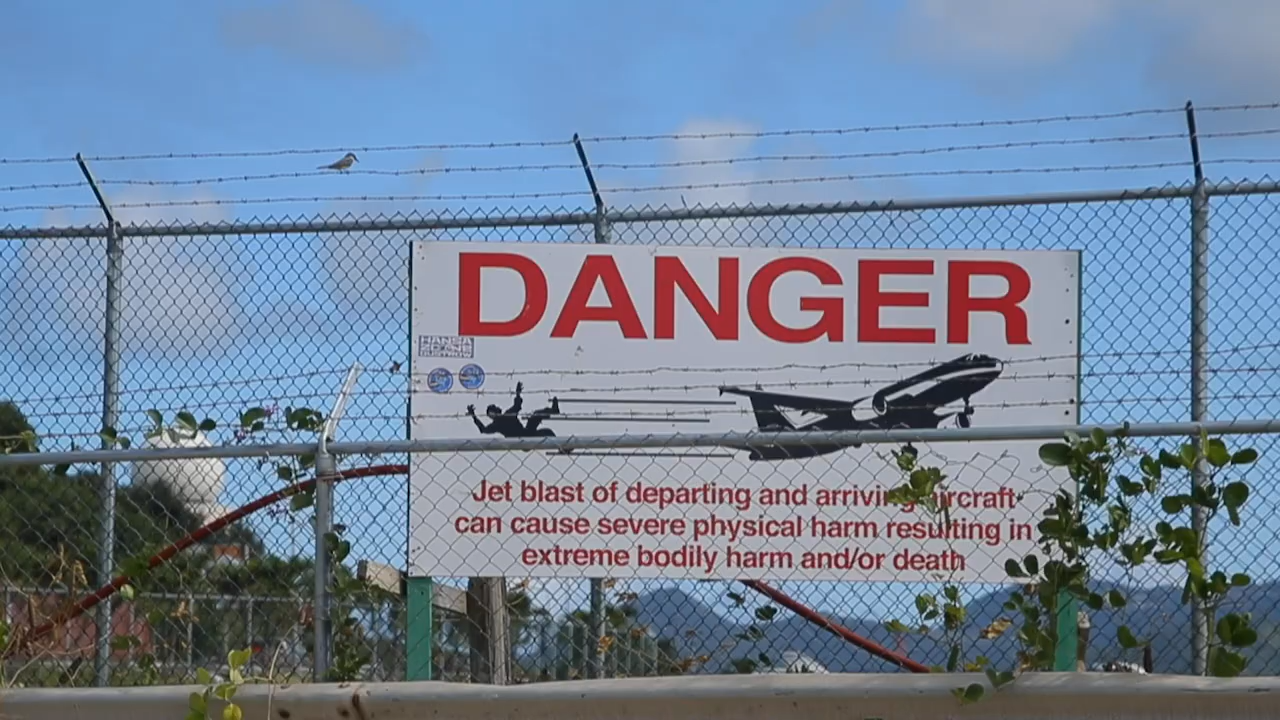 DANGER
HANSA
Jet blast of departing and arriving aircraft
can cause severe physical harm resulting in
extreme bodily harm and/or death